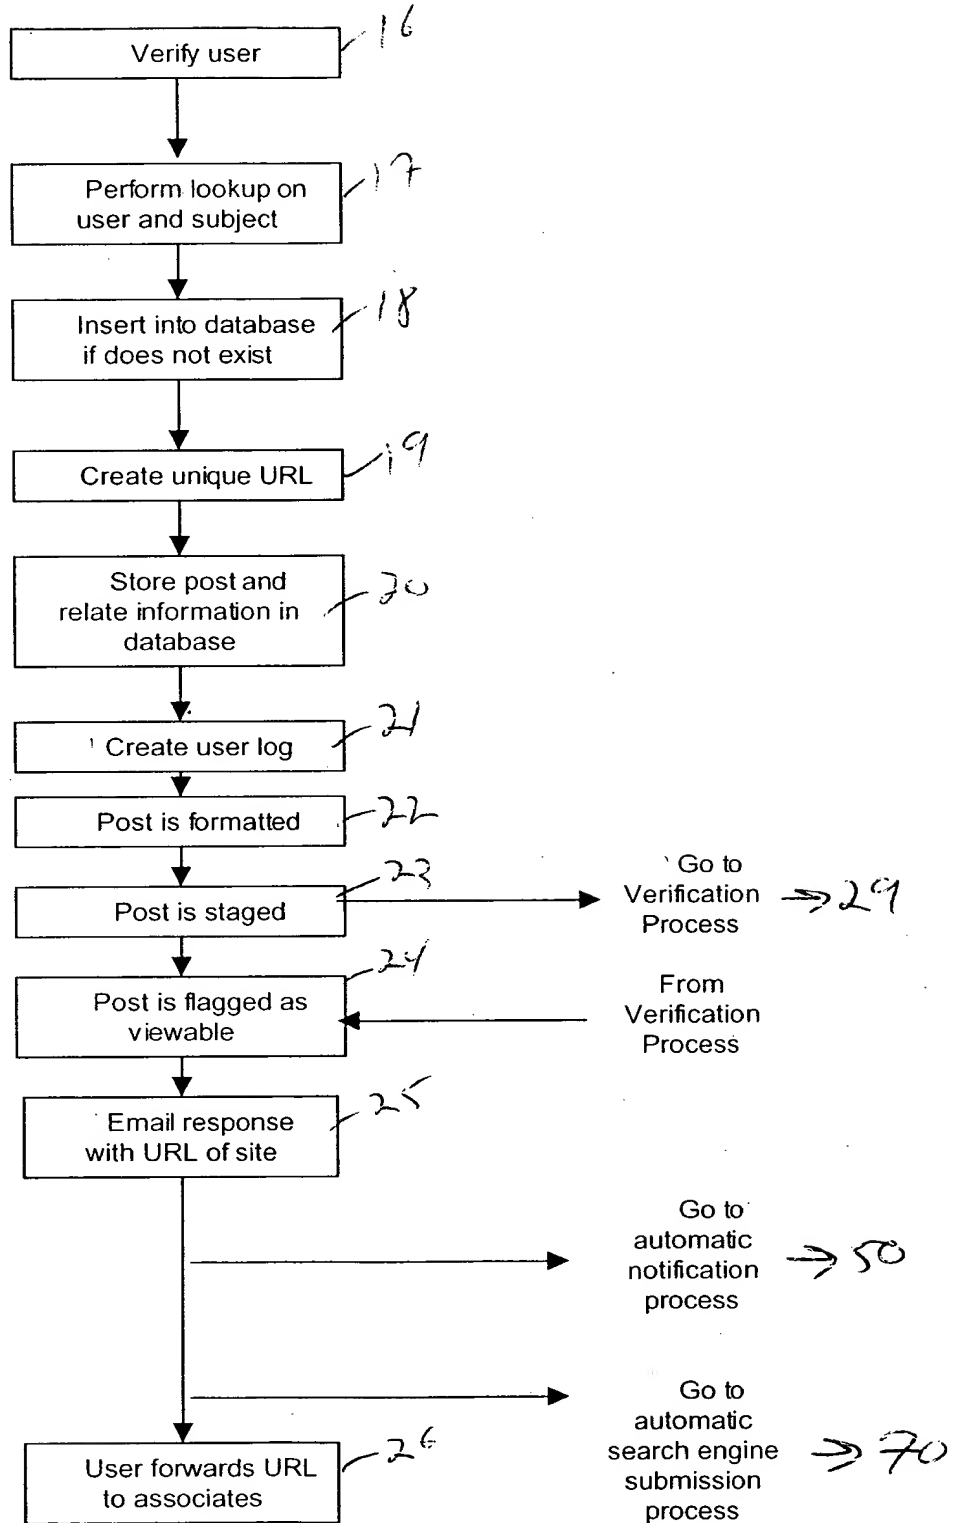 16
Verify user
17
Perform lookup on
user and subject
18
Insert into database
if does not exist
19
Create unique URL
20
Store post and
relate information in
database
21
Create user log
22
Post is formatted
23
Post is staged
Go to
Verification
Process
29
24
Post is flagged as
viewable
From
Verification
Process
25
Email response
with URL of site
Go to
automatic
notification
process
50
Go to
automatic
search engine
submission
process
70
26
User forwards URL
to associates